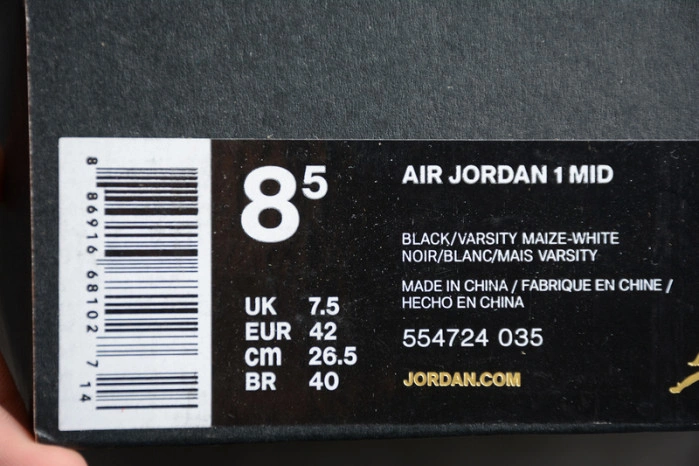 8 86916 68102 7 14
8 5
UK 7.5
EUR 42
cm 26.5
BR 40
AIR JORDAN 1 MID
BLACK/VARSITY MAIZE-WHITE
NOIR/BLANC/MAIS VARSITY
MADE IN CHINA / FABRIQUE EN CHINE /
HECHO EN CHINA
554724 035
JORDAN.COM